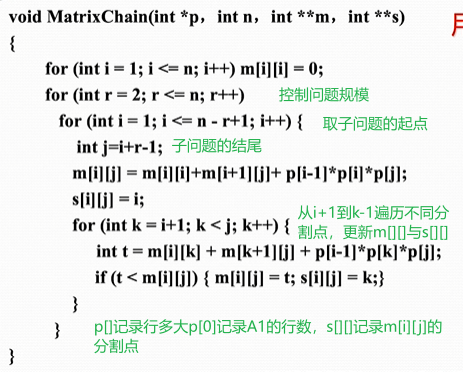 void MatrixChain(int *p，int n，int **m，int **s)
{
for (int i = 1; i <= n; i++) m[i][i] = 0;
for (int r = 2; r <= n; r++) 控制问题规模
for (int i = 1; i <= n - r+1; i++) { 取子问题的起点
int j=i+r-1; 子问题的结尾
m[i][j] = m[i][i]+m[i+1][j]+ p[i-1]*p[i]*p[j];
s[i][j] = i;
for (int k = i+1; k < j; k++) { 从i+1到k-1遍历不同分
割点，更新m[][]与s[][]
int t = m[i][k] + m[k+1][j] + p[i-1]*p[k]*p[j];
if (t < m[i][j]) { m[i][j] = t; s[i][j] = k;}
}
}
p[]记录行多大p[0]记录A1的行数，s[][]记录m[i][j]的
分割点
}